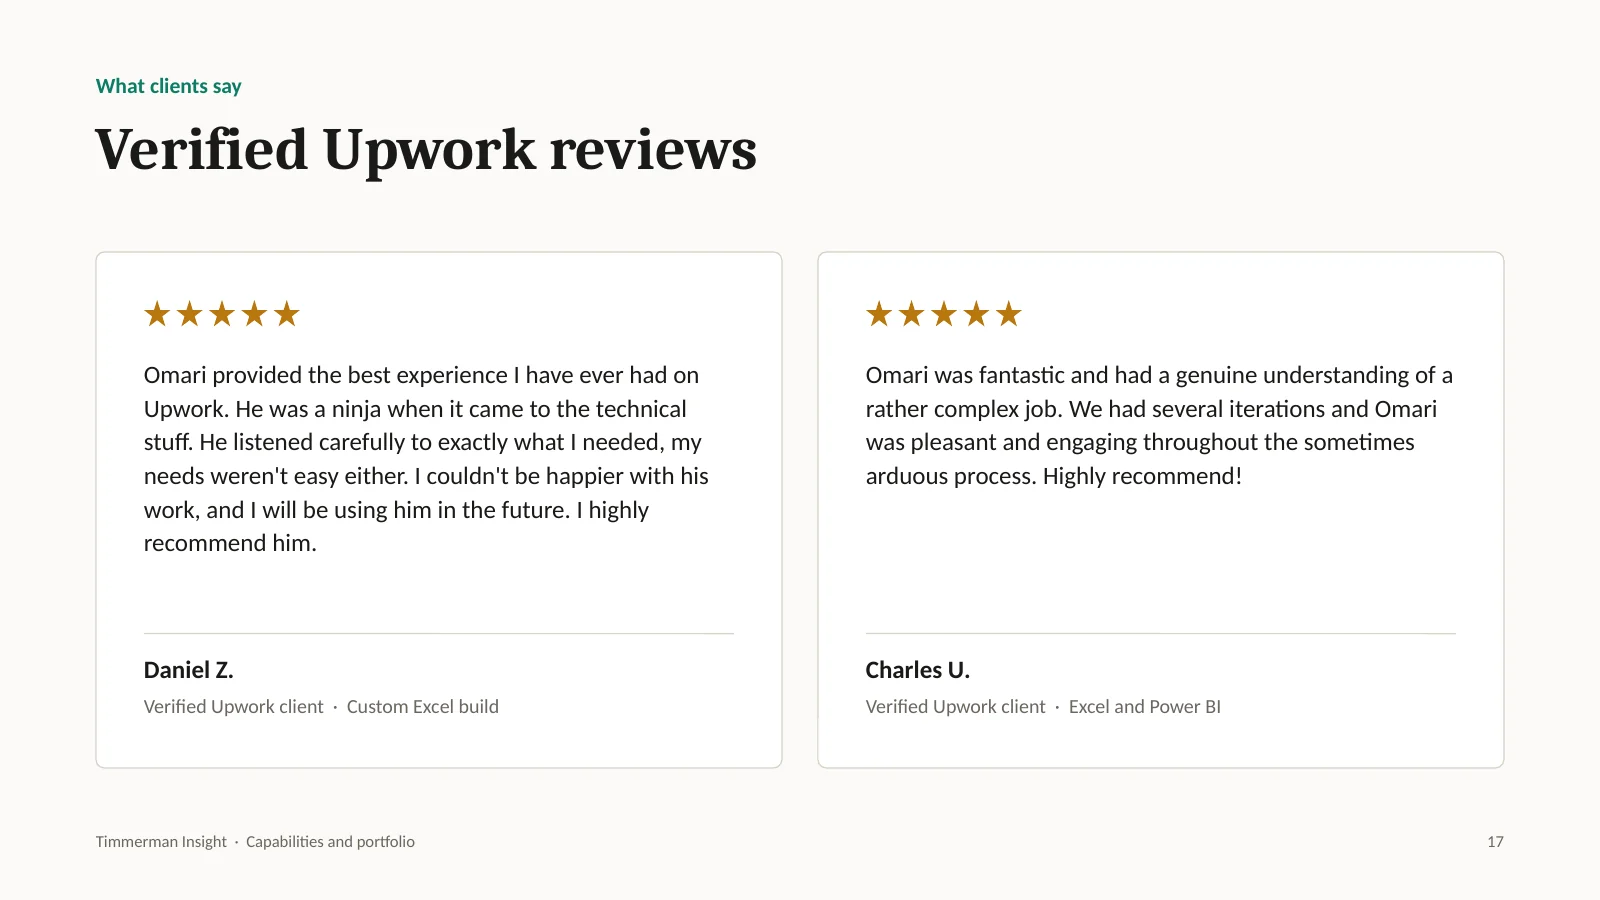 What clients say
Verified Upwork reviews
★★★★★
Omari provided the best experience I have ever had on
Upwork. He was a ninja when it came to the technical
stuff. He listened carefully to exactly what I needed, my
needs weren't easy either. I couldn't be happier with his
work, and I will be using him in the future. I highly
recommend him.
Daniel Z.
Verified Upwork client · Custom Excel build
★★★★★
Omari was fantastic and had a genuine understanding of a
rather complex job. We had several iterations and Omari
was pleasant and engaging throughout the sometimes
arduous process. Highly recommend!
Charles U.
Verified Upwork client · Excel and Power BI
Timmerman Insight · Capabilities and portfolio
17